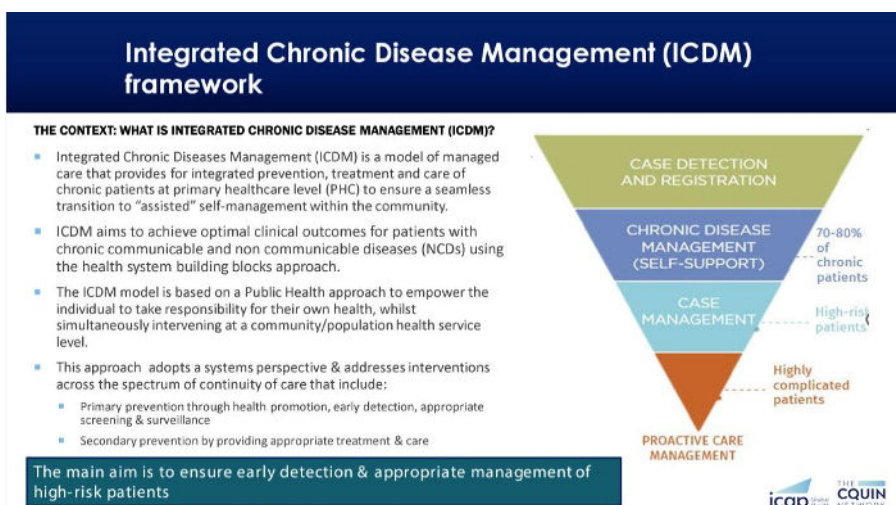 Integrated Chronic Disease Management (ICDM)
framework
THE CONTEXT: WHAT IS INTEGRATED CHRONIC DISEASE MANAGEMENT (ICDM)?
Integrated Chronic Diseases Management (ICDM) is a model of managed
care that provides for integrated prevention, treatment and care of
chronic patients at primary healthcare level (PHC) to ensure a seamless
transition to “assisted” self-management within the community.
ICDM aims to achieve optimal clinical outcomes for patients with
chronic communicable and non communicable diseases (NCDs) using
the health system building blocks approach.
The ICDM model is based on a Public Health approach to empower the
individual to take responsibility for their own health, whilst
simultaneously intervening at a community/population health service
level.
This approach adopts a systems perspective & addresses interventions
across the spectrum of continuity of care that include:
Primary prevention through health promotion, early detection, appropriate
screening & surveillance
Secondary prevention by providing appropriate treatment & care
The main aim is to ensure early detection & appropriate management of
high-risk patients
CASE DETECTION
AND REGISTRATION
CHRONIC DISEASE
MANAGEMENT
(SELF-SUPPORT)
70-80%
of
chronic
patients
CASE
MANAGEMENT
High-risk
patients
Highly
complicated
patients
PROACTIVE CARE
MANAGEMENT
icap
THE
CQUIN
NETWORK